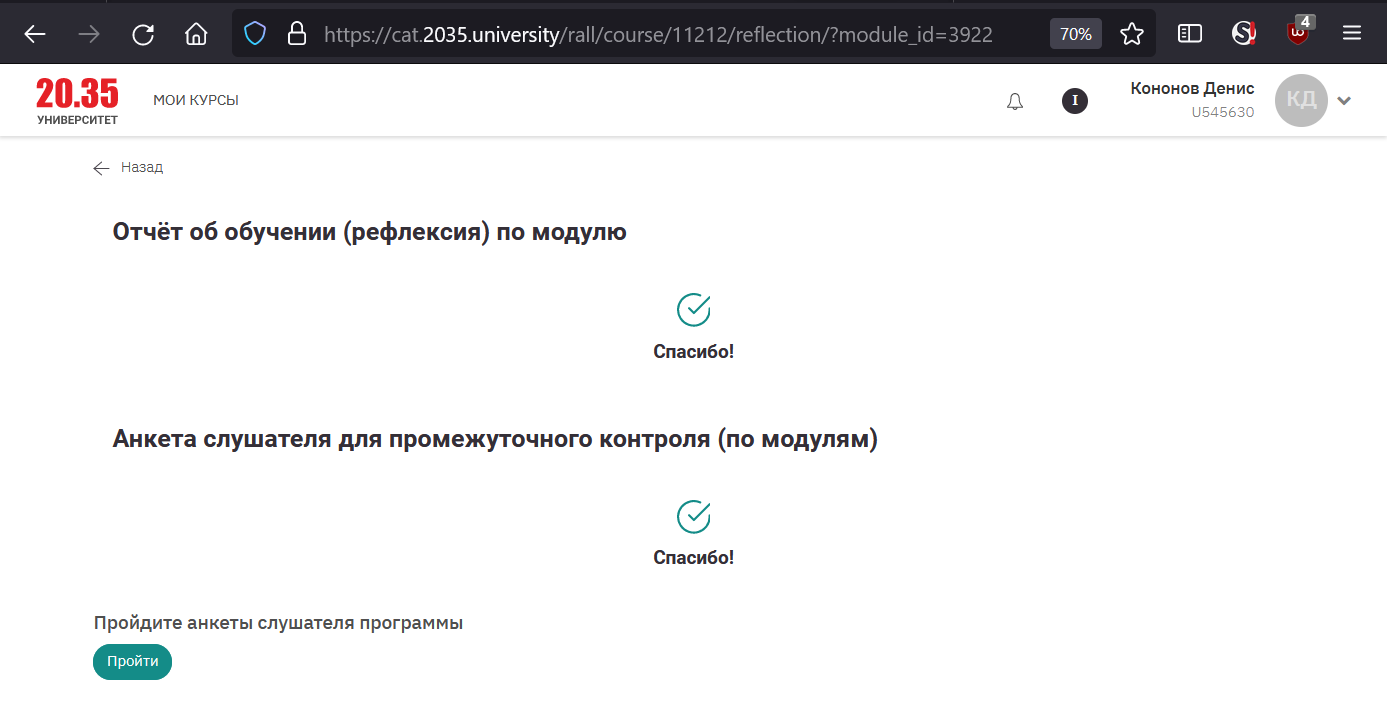 https://cat.2035.university/rall/course/11212/reflection/?module_id=3922
70%
4
20.35
УНИВЕРСИТЕТ
МОИ КУРСЫ
I
Кононов Денис
U545630
КД
Назад
Отчёт об обучении (рефлексия) по модулю
Спасибо!
Анкета слушателя для промежуточного контроля (по модулям)
Спасибо!
Пройдите анкеты слушателя программы
Пройти